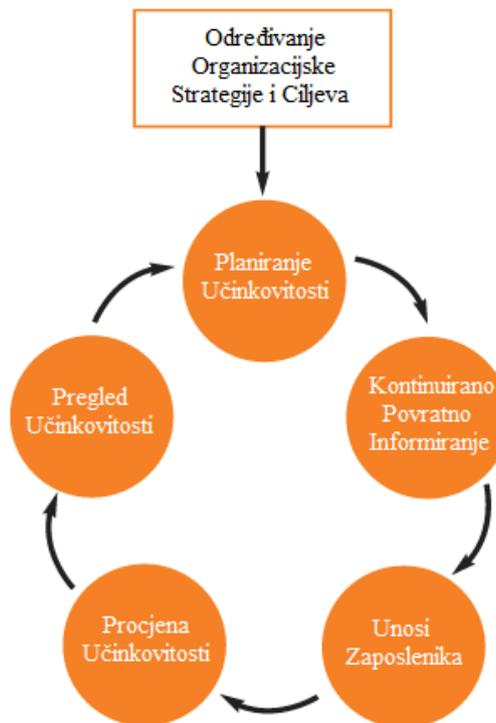 Određivanje
Organizacijske
Strategije i Ciljeva
Planiranje
Učinkovitosti
Kontinuirano
Povratno
Informiranje
Unosi
Zaposlenika
Procjena
Učinkovitosti
Pregled
Učinkovitosti